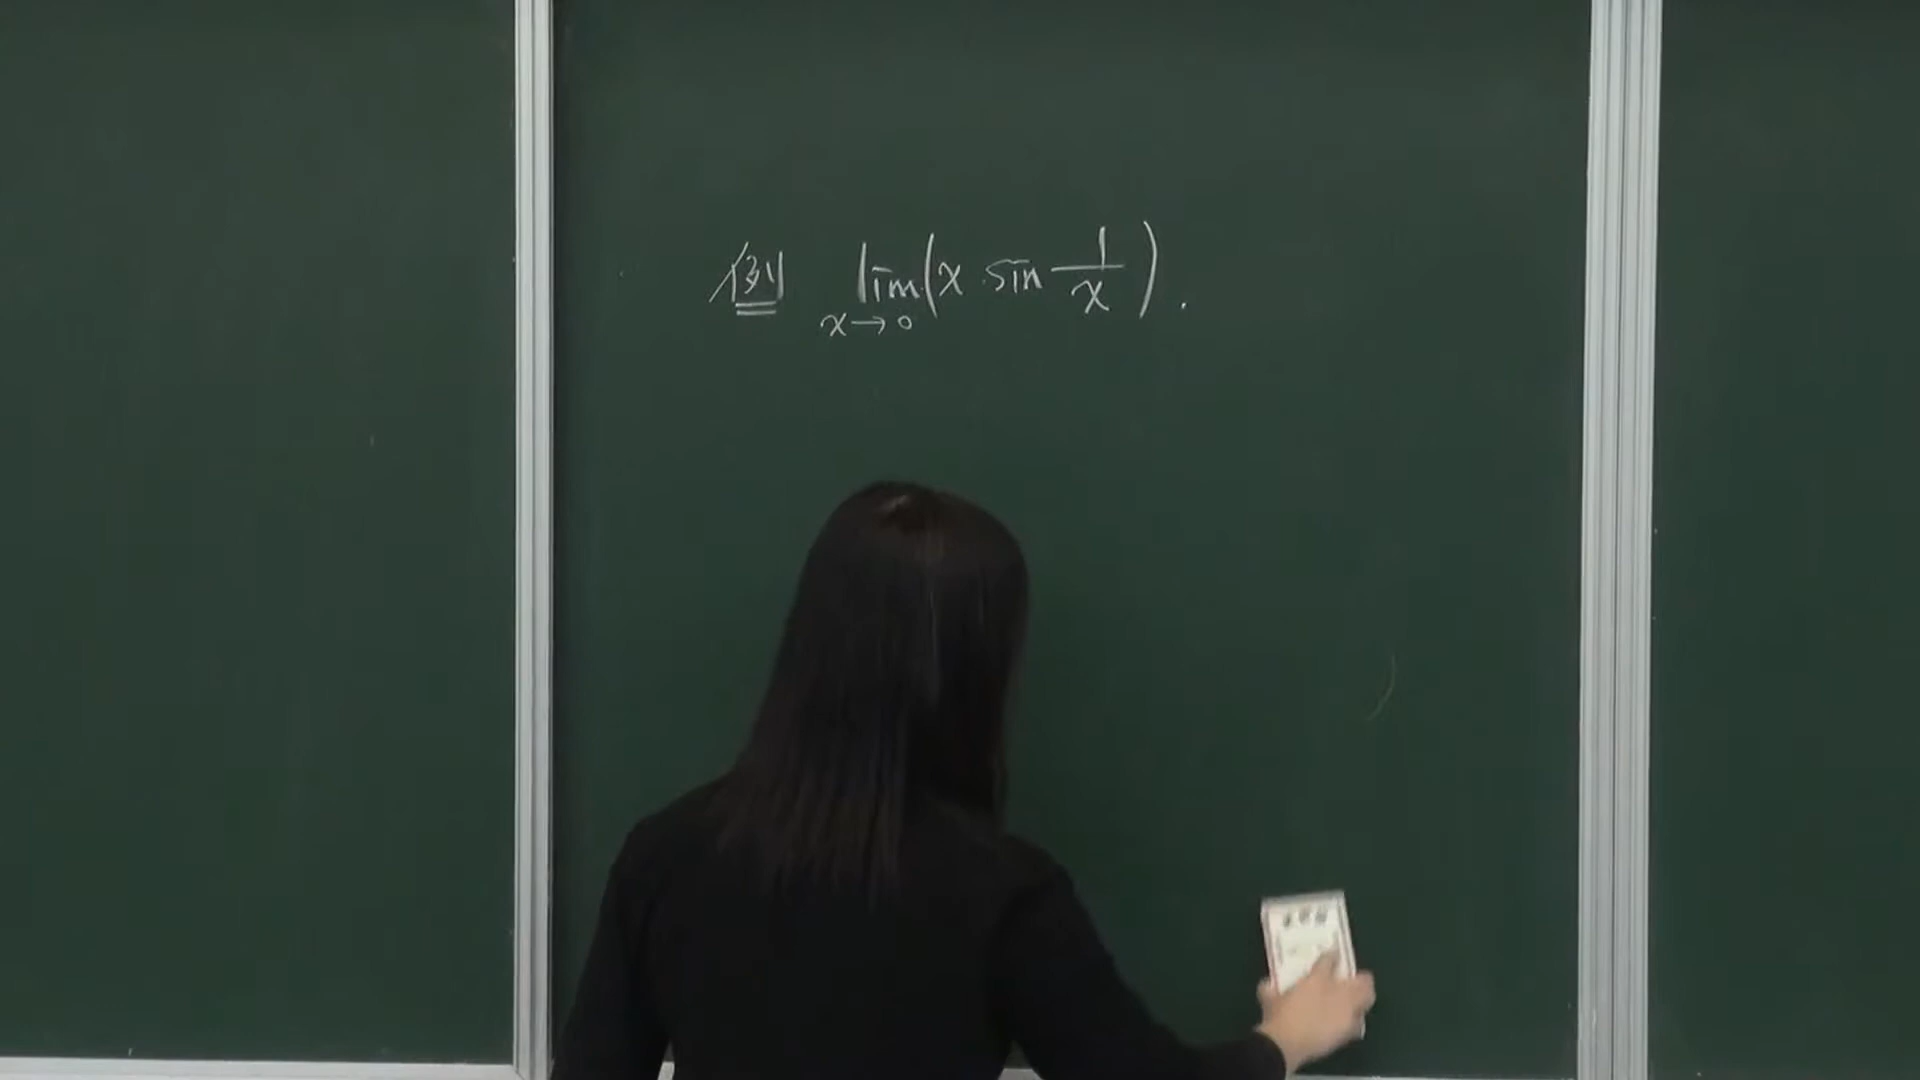 例 lim(x sin 1/x).
x→0